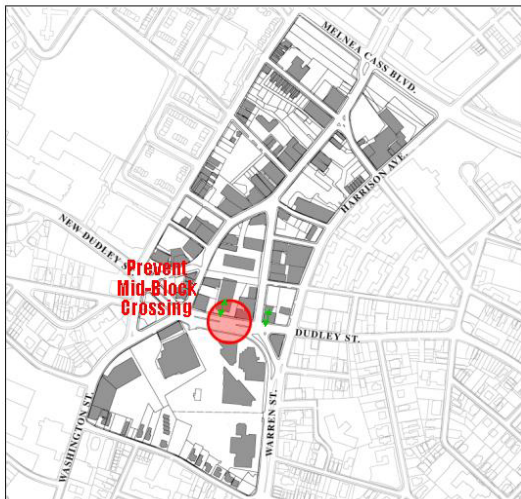 MELNEA CASS BLVD.
HARRISON AVE.
NEW DUDLEY ST.
Prevent
Mid-Block
Crossing
DUDLEY ST.
WASHINGTON ST.
WARREN ST.